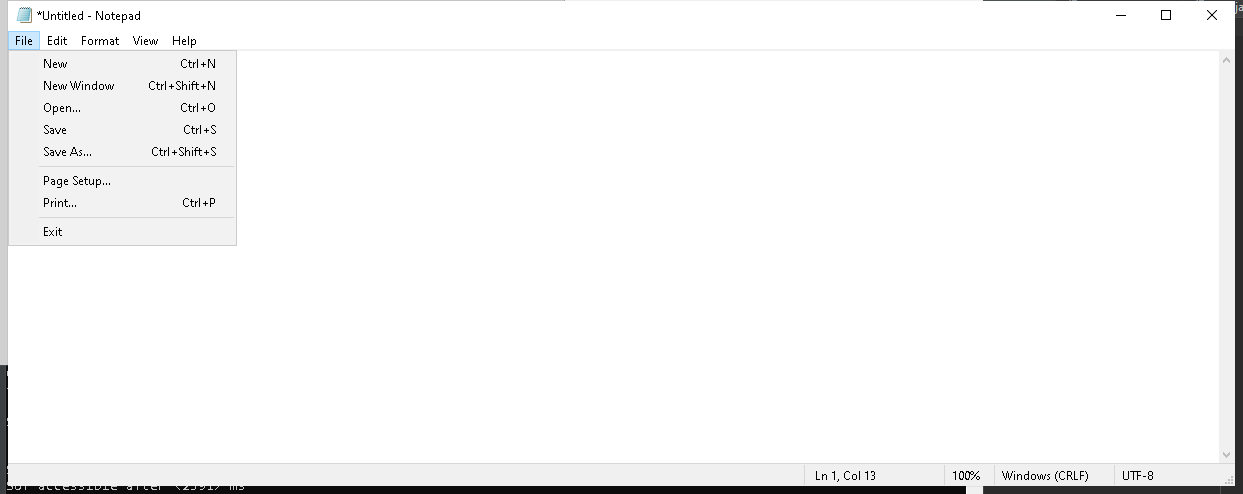 *Untitled - Notepad
File Edit Format View Help
New Ctrl+N
New Window Ctrl+Shift+N
Open... Ctrl+O
Save Ctrl+S
Save As... Ctrl+Shift+S
Page Setup...
Print... Ctrl+P
Exit
Ln 1, Col 13 100% Windows (CRLF) UTF-8
accessible after ms